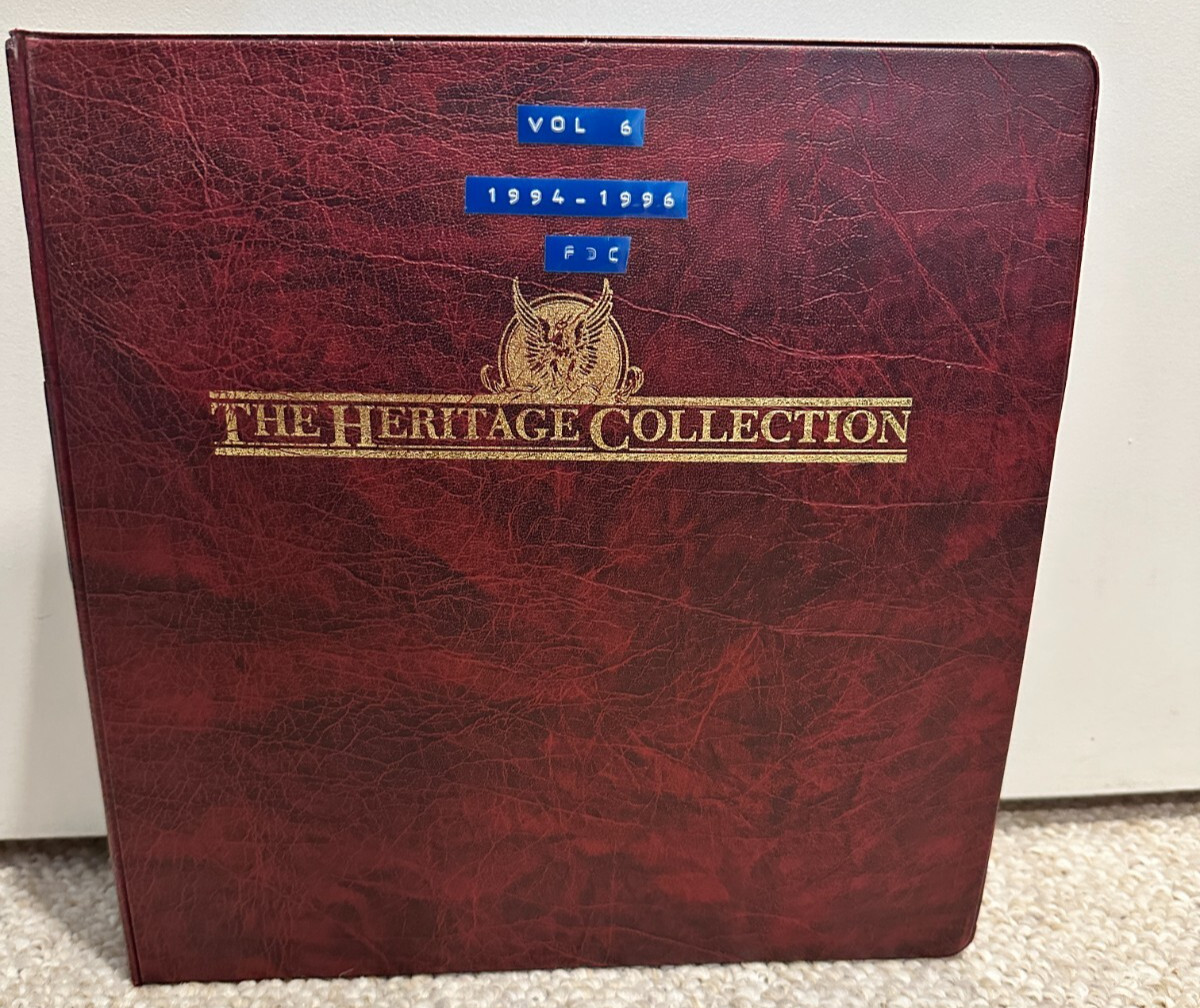 VOL 6
1994-1996
FDC
THE HERITAGE COLLECTION